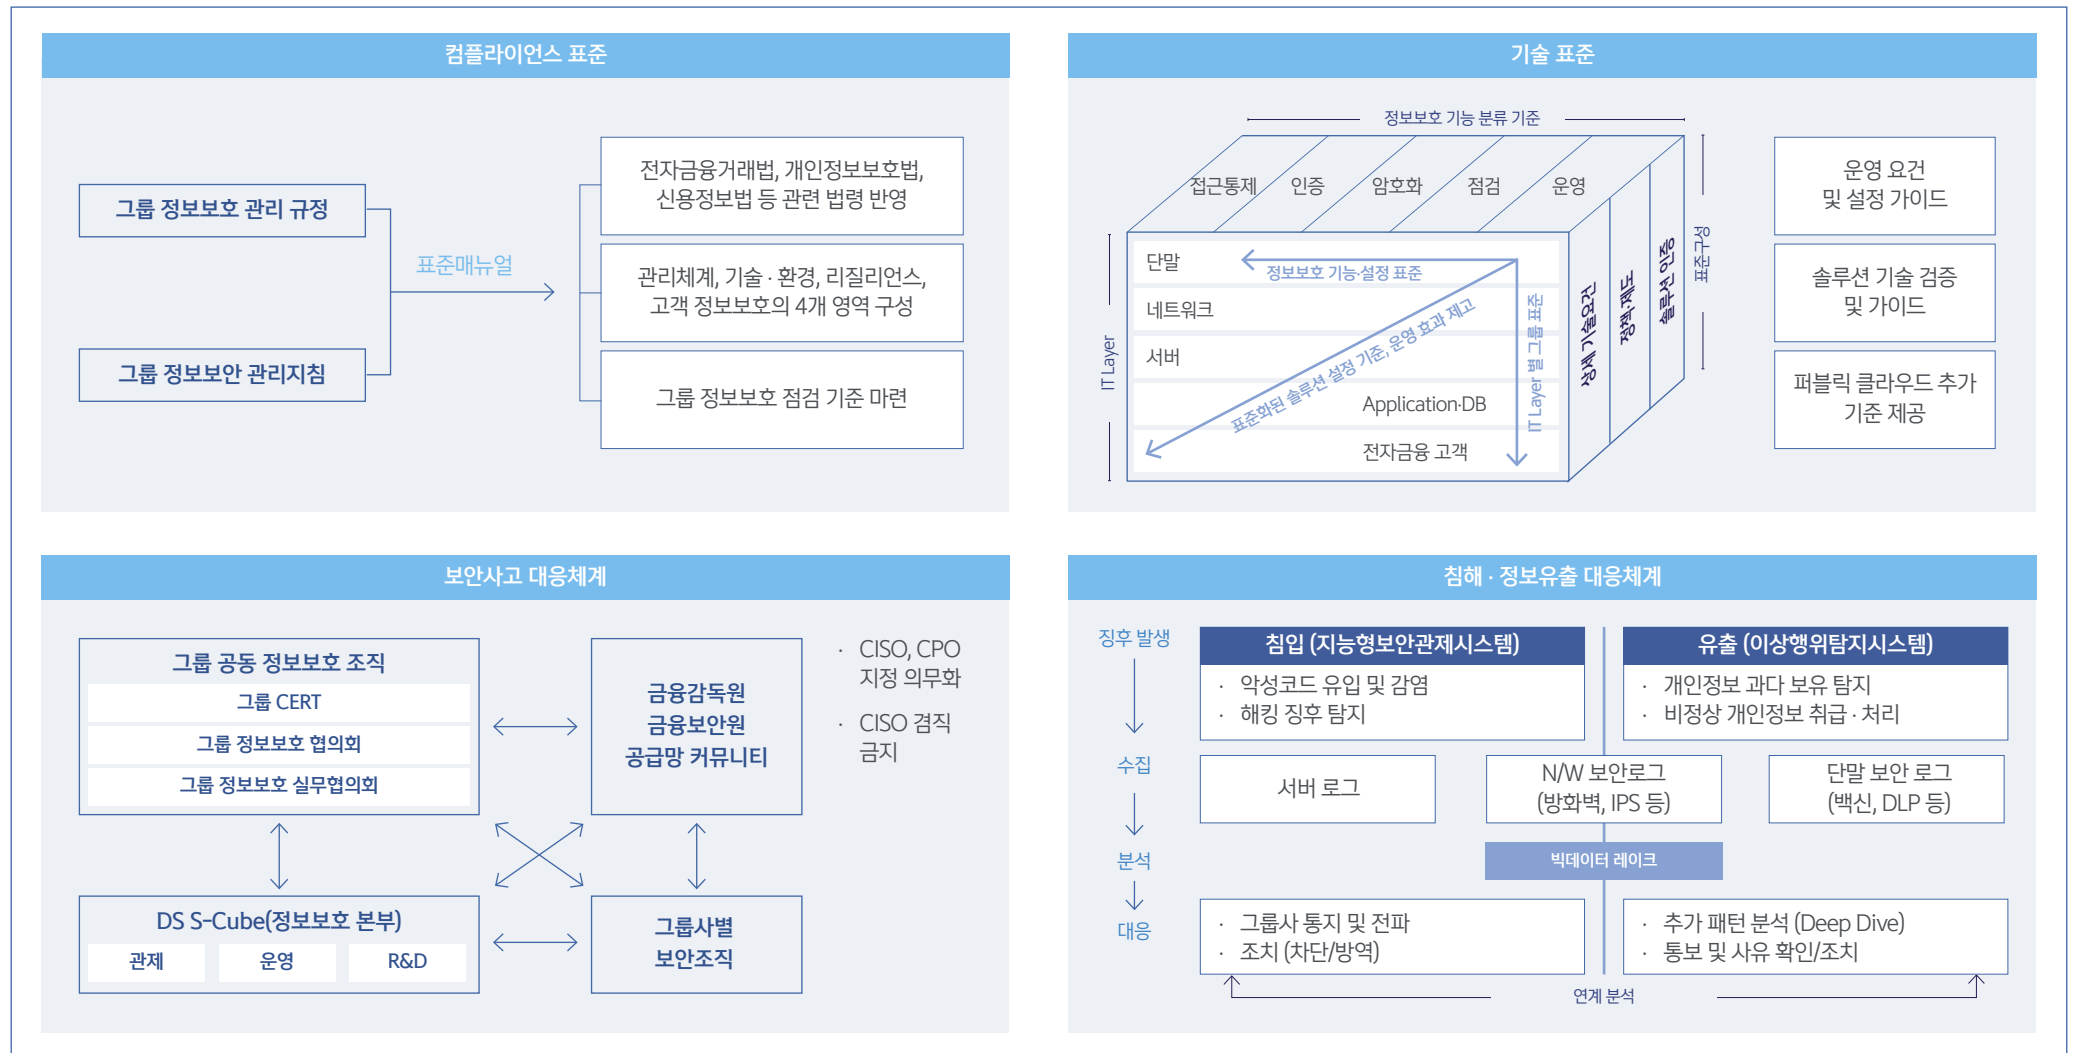 컴플라이언스 표준
그룹 정보보호 관리 규정
그룹 정보보안 관리지침
표준매뉴얼
전자금융거래법, 개인정보보호법,
신용정보법 등 관련 법령 반영
관리체계, 기술 · 환경, 리질리언스,
고객 정보보호의 4개 영역 구성
그룹 정보보호 점검 기준 마련
기술 표준
정보보호 기능 분류 기준
접근통제
인증
암호화
점검
운영
IT Layer
단말
네트워크
서버
Application·DB
전자금융 고객
정보보호 기능·설정 표준
표준화된 솔루션 설정 기준, 운영 효과 제고
IT Layer 별 그룹 표준
상세 기술요건
정책·제도
솔루션 인증
표준구성
운영 요건
및 설정 가이드
솔루션 기술 검증
및 가이드
퍼블릭 클라우드 추가
기준 제공
보안사고 대응체계
그룹 공동 정보보호 조직
그룹 CERT
그룹 정보보호 협의회
그룹 정보보호 실무협의회
금융감독원
금융보안원
공급망 커뮤니티
· CISO, CPO
지정 의무화
· CISO 겸직
금지
DS S-Cube(정보보호 본부)
관제
운영
R&D
그룹사별
보안조직
침해 · 정보유출 대응체계
징후 발생
수집
분석
대응
침입 (지능형보안관제시스템)
· 악성코드 유입 및 감염
· 해킹 징후 탐지
유출 (이상행위탐지시스템)
· 개인정보 과다 보유 탐지
· 비정상 개인정보 취급 · 처리
서버 로그
N/W 보안로그
(방화벽, IPS 등)
단말 보안 로그
(백신, DLP 등)
빅데이터 레이크
· 그룹사 통지 및 전파
· 조치 (차단/방역)
· 추가 패턴 분석 (Deep Dive)
· 통보 및 사유 확인/조치
연계 분석